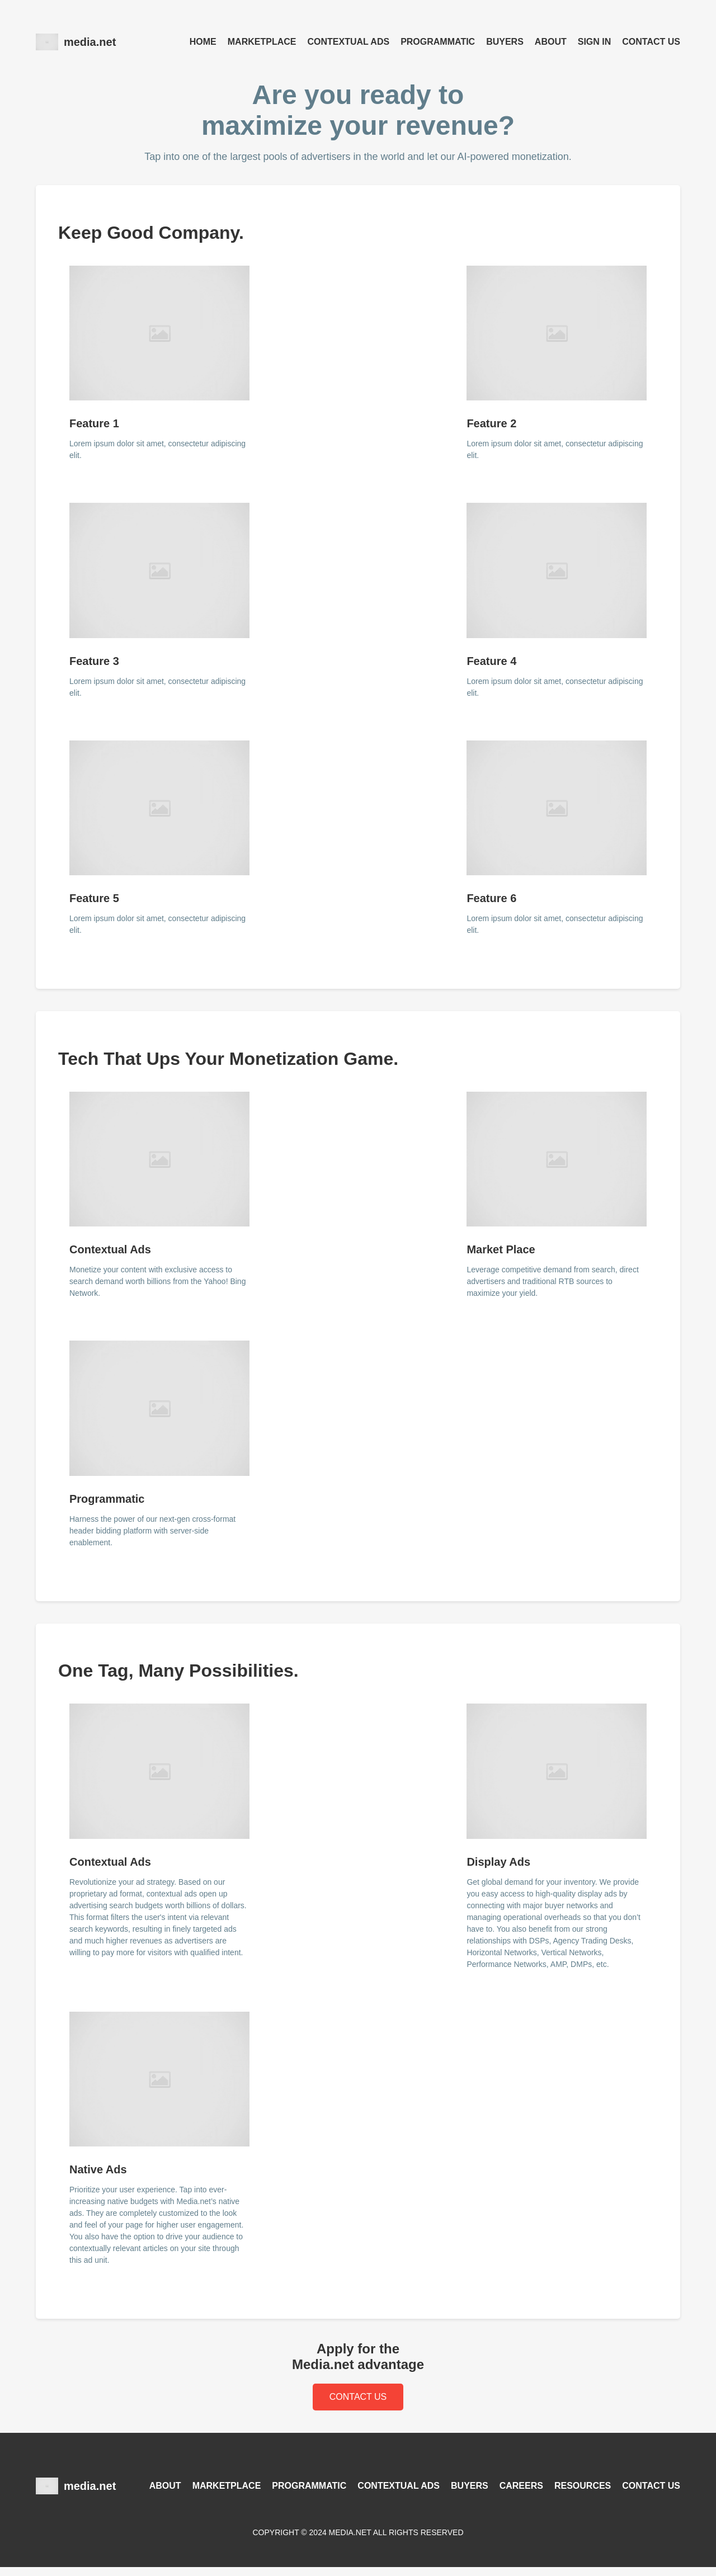 media.net
HOME MARKETPLACE CONTEXTUAL ADS PROGRAMMATIC BUYERS ABOUT SIGN IN CONTACT US
Are you ready to
maximize your revenue?
Tap into one of the largest pools of advertisers in the world and let our AI-powered monetization.
Keep Good Company.
Feature 1
Lorem ipsum dolor sit amet, consectetur adipiscing
elit.
Feature 2
Lorem ipsum dolor sit amet, consectetur adipiscing
elit.
Feature 3
Lorem ipsum dolor sit amet, consectetur adipiscing
elit.
Feature 4
Lorem ipsum dolor sit amet, consectetur adipiscing
elit.
Feature 5
Lorem ipsum dolor sit amet, consectetur adipiscing
elit.
Feature 6
Lorem ipsum dolor sit amet, consectetur adipiscing
elit.
Tech That Ups Your Monetization Game.
Contextual Ads
Monetize your content with exclusive access to
search demand worth billions from the Yahoo! Bing
Network.
Market Place
Leverage competitive demand from search, direct
advertisers and traditional RTB sources to
maximize your yield.
Programmatic
Harness the power of our next-gen cross-format
header bidding platform with server-side
enablement.
One Tag, Many Possibilities.
Contextual Ads
Revolutionize your ad strategy. Based on our
proprietary ad format, contextual ads open up
advertising search budgets worth billions of dollars.
This format filters the user's intent via relevant
search keywords, resulting in finely targeted ads
and much higher revenues as advertisers are
willing to pay more for visitors with qualified intent.
Display Ads
Get global demand for your inventory. We provide
you easy access to high-quality display ads by
connecting with major buyer networks and
managing operational overheads so that you don't
have to. You also benefit from our strong
relationships with DSPs, Agency Trading Desks,
Horizontal Networks, Vertical Networks,
Performance Networks, AMP, DMPs, etc.
Native Ads
Prioritize your user experience. Tap into ever-
increasing native budgets with Media.net's native
ads. They are completely customized to the look
and feel of your page for higher user engagement.
You also have the option to drive your audience to
contextually relevant articles on your site through
this ad unit.
Apply for the
Media.net advantage
CONTACT US
media.net
ABOUT MARKETPLACE PROGRAMMATIC CONTEXTUAL ADS BUYERS CAREERS RESOURCES CONTACT US
COPYRIGHT © 2024 MEDIA.NET ALL RIGHTS RESERVED